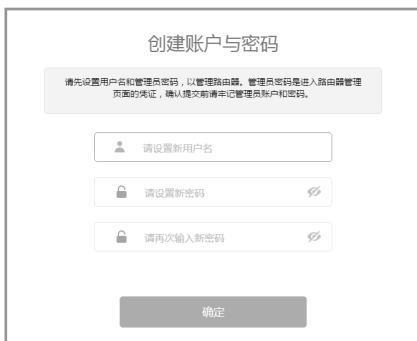 创建账户与密码
请先设置用户名和管理员密码，以管理路由器。管理员密码是进入路由器管理
页面的凭证，确认提交前请牢记管理员账户和密码。
请设置新用户名
请设置新密码
请再次输入新密码
确定